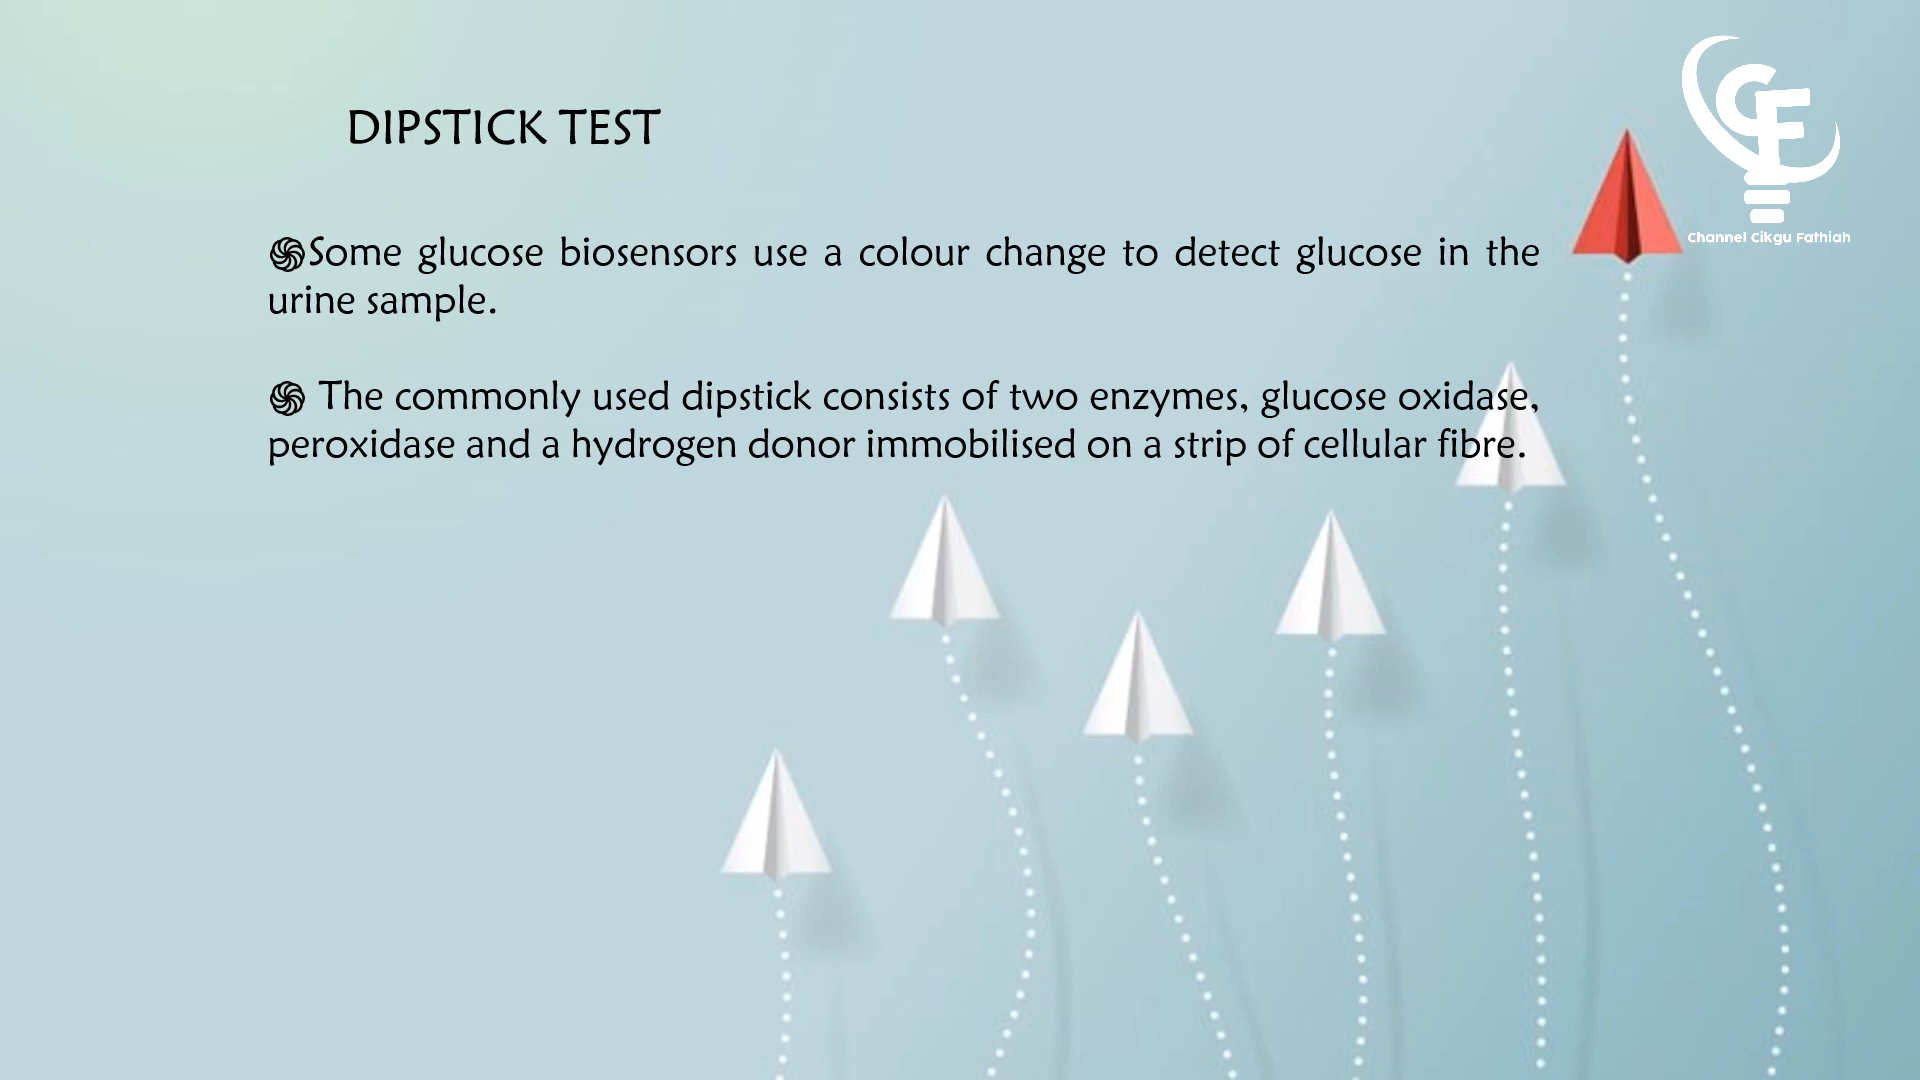 DIPSTICK TEST
Some glucose biosensors use a colour change to detect glucose in the
urine sample.
The commonly used dipstick consists of two enzymes, glucose oxidase,
peroxidase and a hydrogen donor immobilised on a strip of cellular fibre.
CF
Channel Cikgu Fathiah